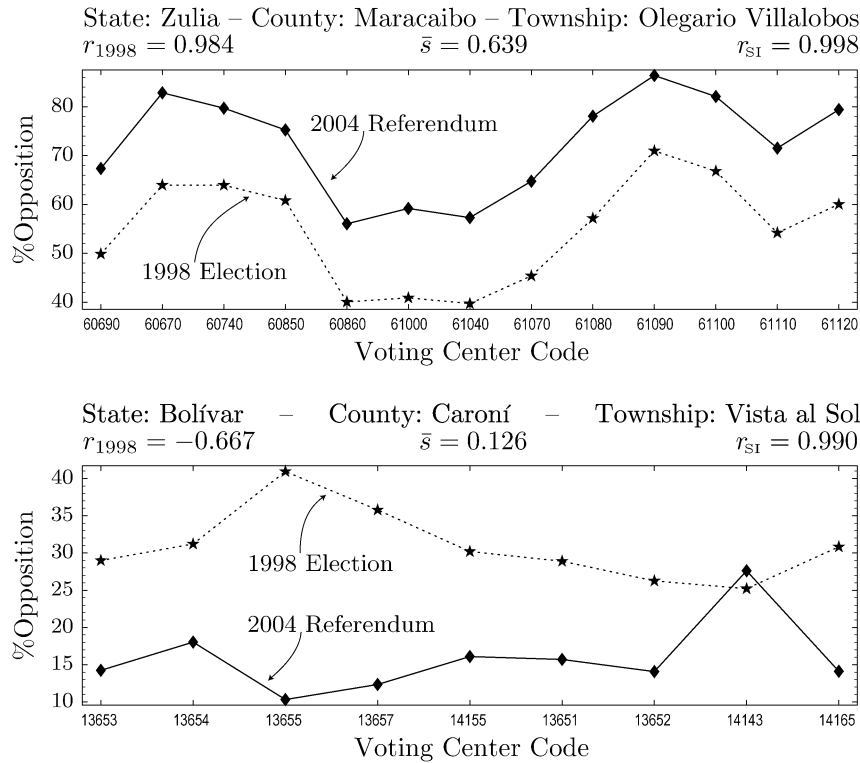 State: Zulia – County: Maracaibo – Township: Olegario Villalobos
r1998 = 0.984 s̄ = 0.639 rSI = 0.998
80
70
60
50
40
%Opposition
2004 Referendum
1998 Election
60690 60670 60740 60850 60860 61000 61040 61070 61080 61090 61100 61110 61120
Voting Center Code
State: Bolívar – County: Caroní – Township: Vista al Sol
r1998 = −0.667 s̄ = 0.126 rSI = 0.990
40
35
30
25
20
15
10
%Opposition
1998 Election
2004 Referendum
13653 13654 13655 13657 14155 13651 13652 14143 14165
Voting Center Code